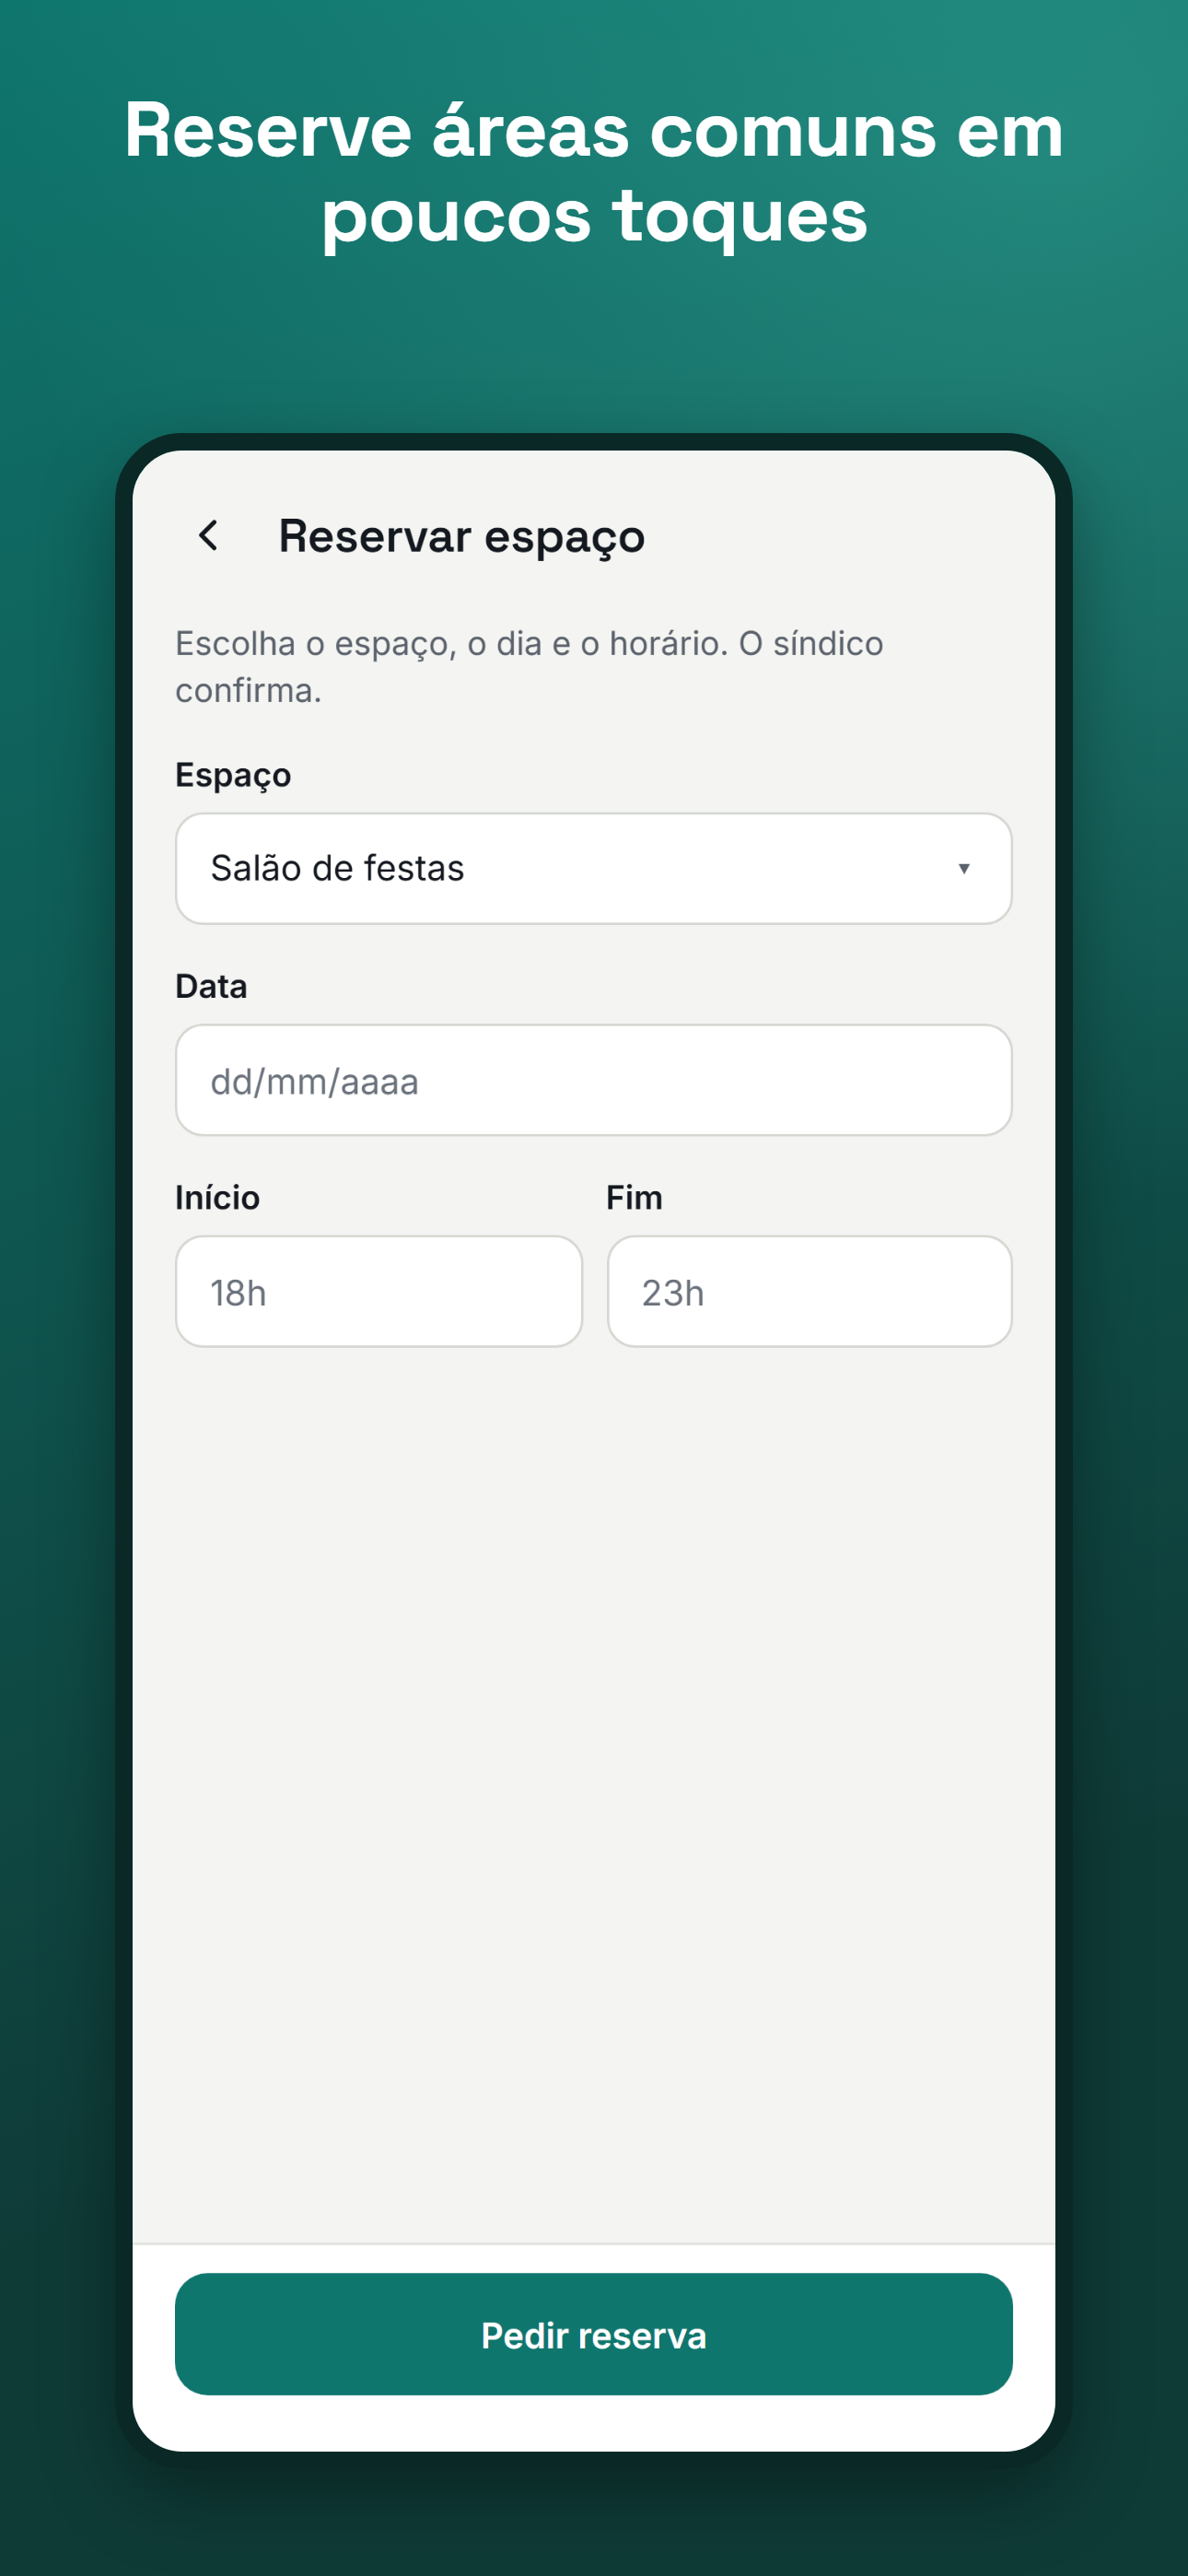 Reserve áreas comuns em
poucos toques
Reservar espaço
Escolha o espaço, o dia e o horário. O síndico
confirma.
Espaço
Salão de festas
Data
dd/mm/aaaa
Início
Fim
18h
23h
Pedir reserva